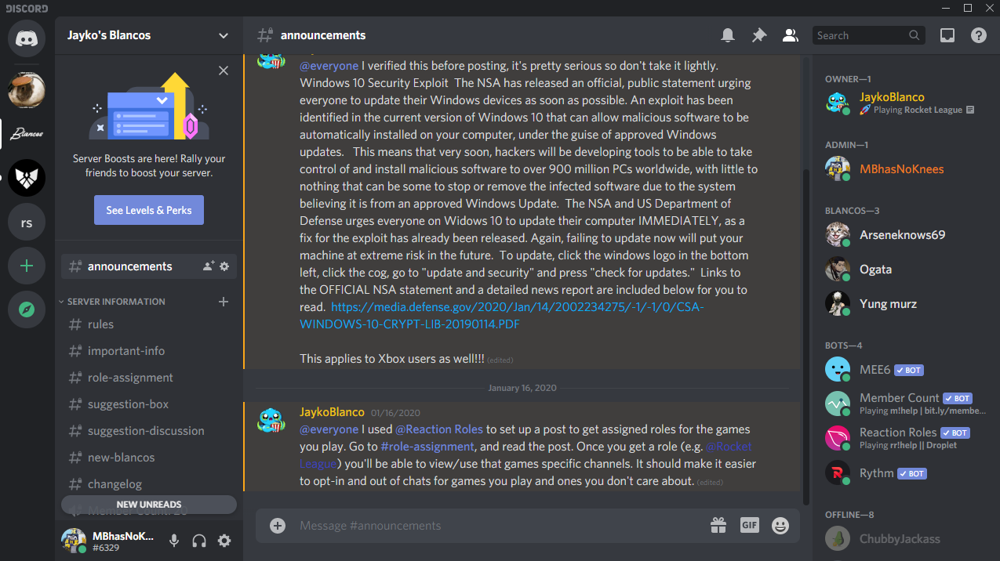 DISCORD
Blancos
rs
Jayko's Blancos
Server Boosts are here! Rally your
friends to boost your server.
See Levels & Perks
announcements
SERVER INFORMATION
rules
important-info
role-assignment
suggestion-box
suggestion-discussion
new-blancos
changelog
NEW UNREADS
MBhasNoK...
#6329
announcements
Search
@everyone I verified this before posting, it's pretty serious so don't take it lightly.
Windows 10 Security Exploit  The NSA has released an official, public statement urging
everyone to update their Windows devices as soon as possible. An exploit has been
identified in the current version of Windows 10 that can allow malicious software to be
automatically installed on your computer, under the guise of approved Windows
updates.   This means that very soon, hackers will be developing tools to be able to take
control of and install malicious software to over 900 million PCs worldwide, with little to
nothing that can be some to stop or remove the infected software due to the system
believing it is from an approved Windows Update.  The NSA and US Department of
Defense urges everyone on Widows 10 to update their computer IMMEDIATELY, as a
fix for the exploit has already been released. Again, failing to update now will put your
machine at extreme risk in the future.  To update, click the windows logo in the bottom
left, click the cog, go to "update and security" and press "check for updates."  Links to
the OFFICIAL NSA statement and a detailed news report are included below for you to
read.  https://media.defense.gov/2020/Jan/14/2002234275/-1/-1/0/CSA-
WINDOWS-10-CRYPT-LIB-20190114.PDF
This applies to Xbox users as well!!! (edited)
January 16, 2020
JaykoBlanco 01/16/2020
@everyone I used @Reaction Roles to set up a post to get assigned roles for the games
you play. Go to #role-assignment, and read the post. Once you get a role (e.g. @Rocket
League) you'll be able to view/use that games specific channels. It should make it easier
to opt-in and out of chats for games you play and ones you don't care about. (edited)
Message #announcements
GIF
OWNER—1
JaykoBlanco
Playing Rocket League
ADMIN—1
MBhasNoKnees
BLANCOS—3
Arseneknows69
Ogata
Yung murz
BOTS—4
MEE6 BOT
Member Count BOT
Playing m!help | bit.ly/membe...
Reaction Roles BOT
Playing rr!help || Droplet
Rythm BOT
OFFLINE—8
ChubbyJackass